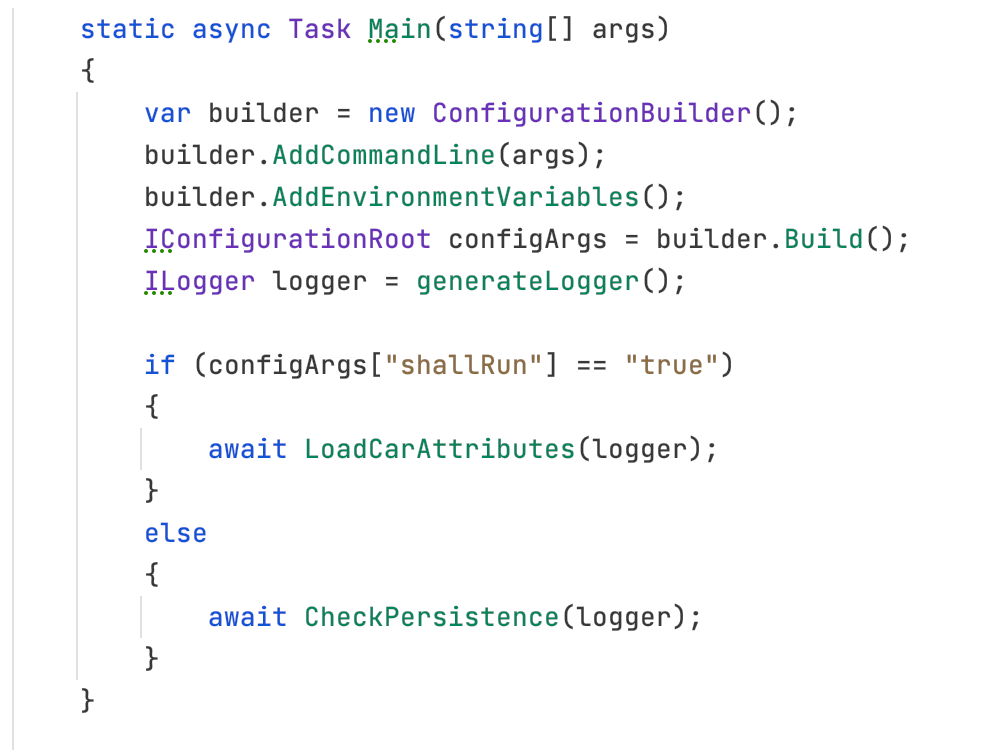 static async Task Main(string[] args)
{
    var builder = new ConfigurationBuilder();
    builder.AddCommandLine(args);
    builder.AddEnvironmentVariables();
    IConfigurationRoot configArgs = builder.Build();
    ILogger logger = generateLogger();

    if (configArgs["shallRun"] == "true")
    {
        await LoadCarAttributes(logger);
    }
    else
    {
        await CheckPersistence(logger);
    }
}